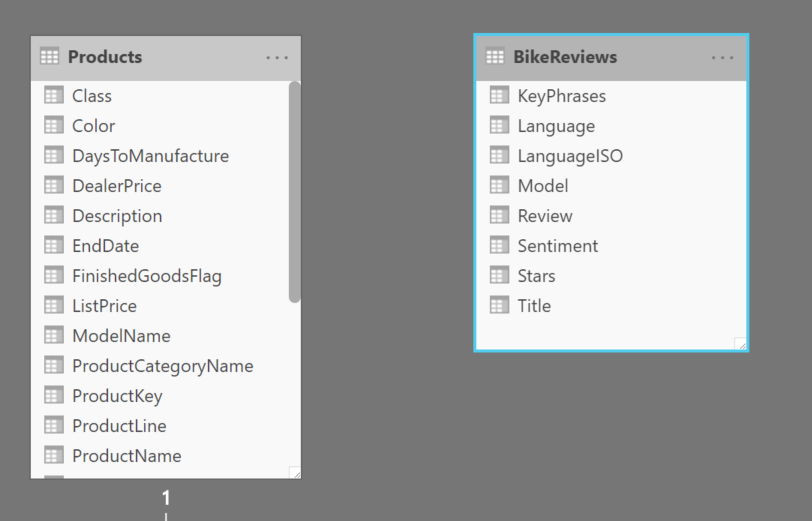 Products
Class
Color
DaysToManufacture
DealerPrice
Description
EndDate
FinishedGoodsFlag
ListPrice
ModelName
ProductCategoryName
ProductKey
ProductLine
ProductName
1
BikeReviews
KeyPhrases
Language
LanguageISO
Model
Review
Sentiment
Stars
Title